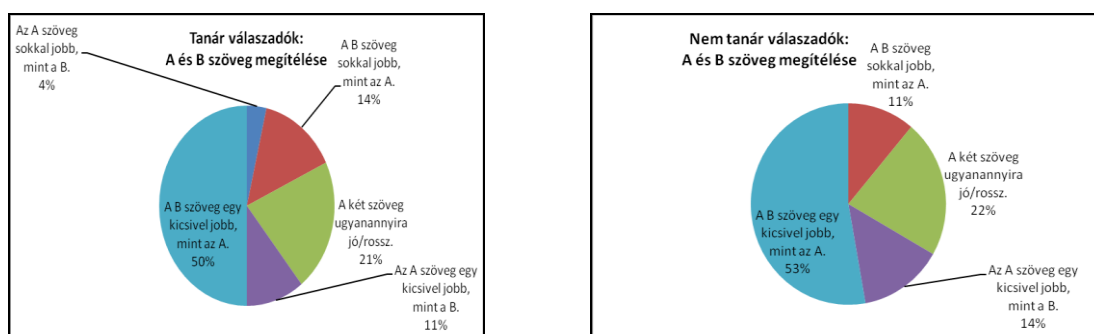 Tanár válaszadók:
A és B szöveg megítélése
Az A szöveg
sokkal jobb,
mint a B.
4%
A B szöveg
sokkal jobb,
mint az A.
14%
A két szöveg
ugyanannyira
jó/rossz.
21%
Az A szöveg egy
kicsivel jobb,
mint a B.
11%
A B szöveg egy
kicsivel jobb,
mint az A.
50%
Nem tanár válaszadók:
A és B szöveg megítélése
A B szöveg
sokkal jobb,
mint az A.
11%
A két szöveg
ugyanannyira
jó/rossz.
22%
Az A szöveg egy
kicsivel jobb,
mint a B.
14%
A B szöveg egy
kicsivel jobb,
mint az A.
53%